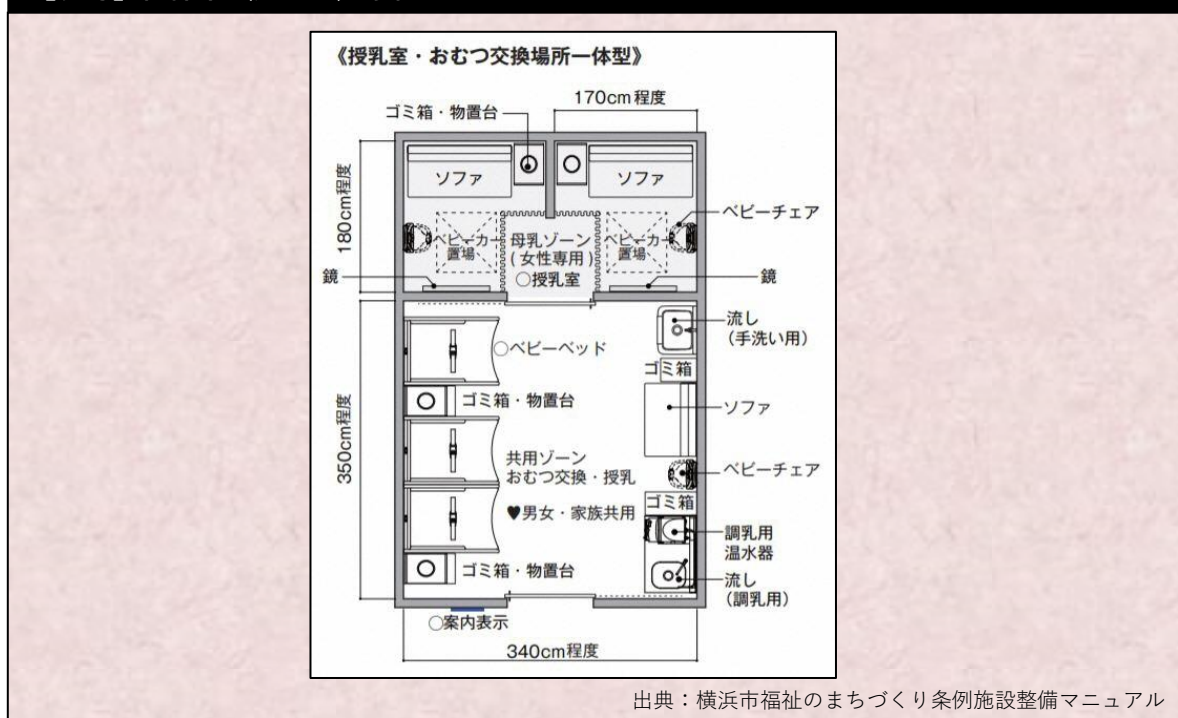 《授乳室・おむつ交換場所一体型》
170cm程度
ゴミ箱・物置台
180cm程度
ソファ
ソファ
ベビーチェア
ベビーカー
置場
母乳ゾーン
(女性専用)
○授乳室
ベビーカー
置場
鏡
鏡
流し
(手洗い用)
○ベビーベッド
ゴミ箱
ゴミ箱・物置台
ソファ
350cm程度
共用ゾーン
おむつ交換・授乳
ベビーチェア
♥男女・家族共用
ゴミ箱
調乳用
温水器
ゴミ箱・物置台
流し
(調乳用)
○案内表示
340cm程度
出典：横浜市福祉のまちづくり条例施設整備マニュアル